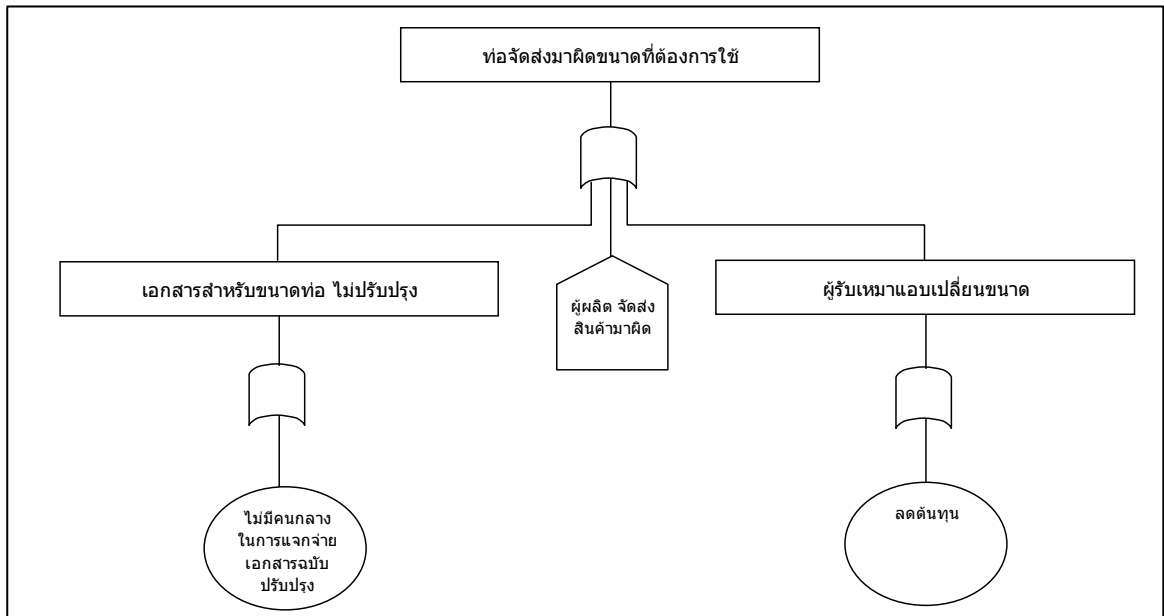 ท่อจัดส่งมาผิดขนาดที่ต้องการใช้
เอกสารสำหรับขนาดท่อ ไม่ปรับปรุง
ผู้ผลิต จัดส่ง
สินค้ามาผิด
ผู้รับเหมาแอบเปลี่ยนขนาด
ไม่มีคนกลาง
ในการแจกจ่าย
เอกสารฉบับ
ปรับปรุง
ลดต้นทุน